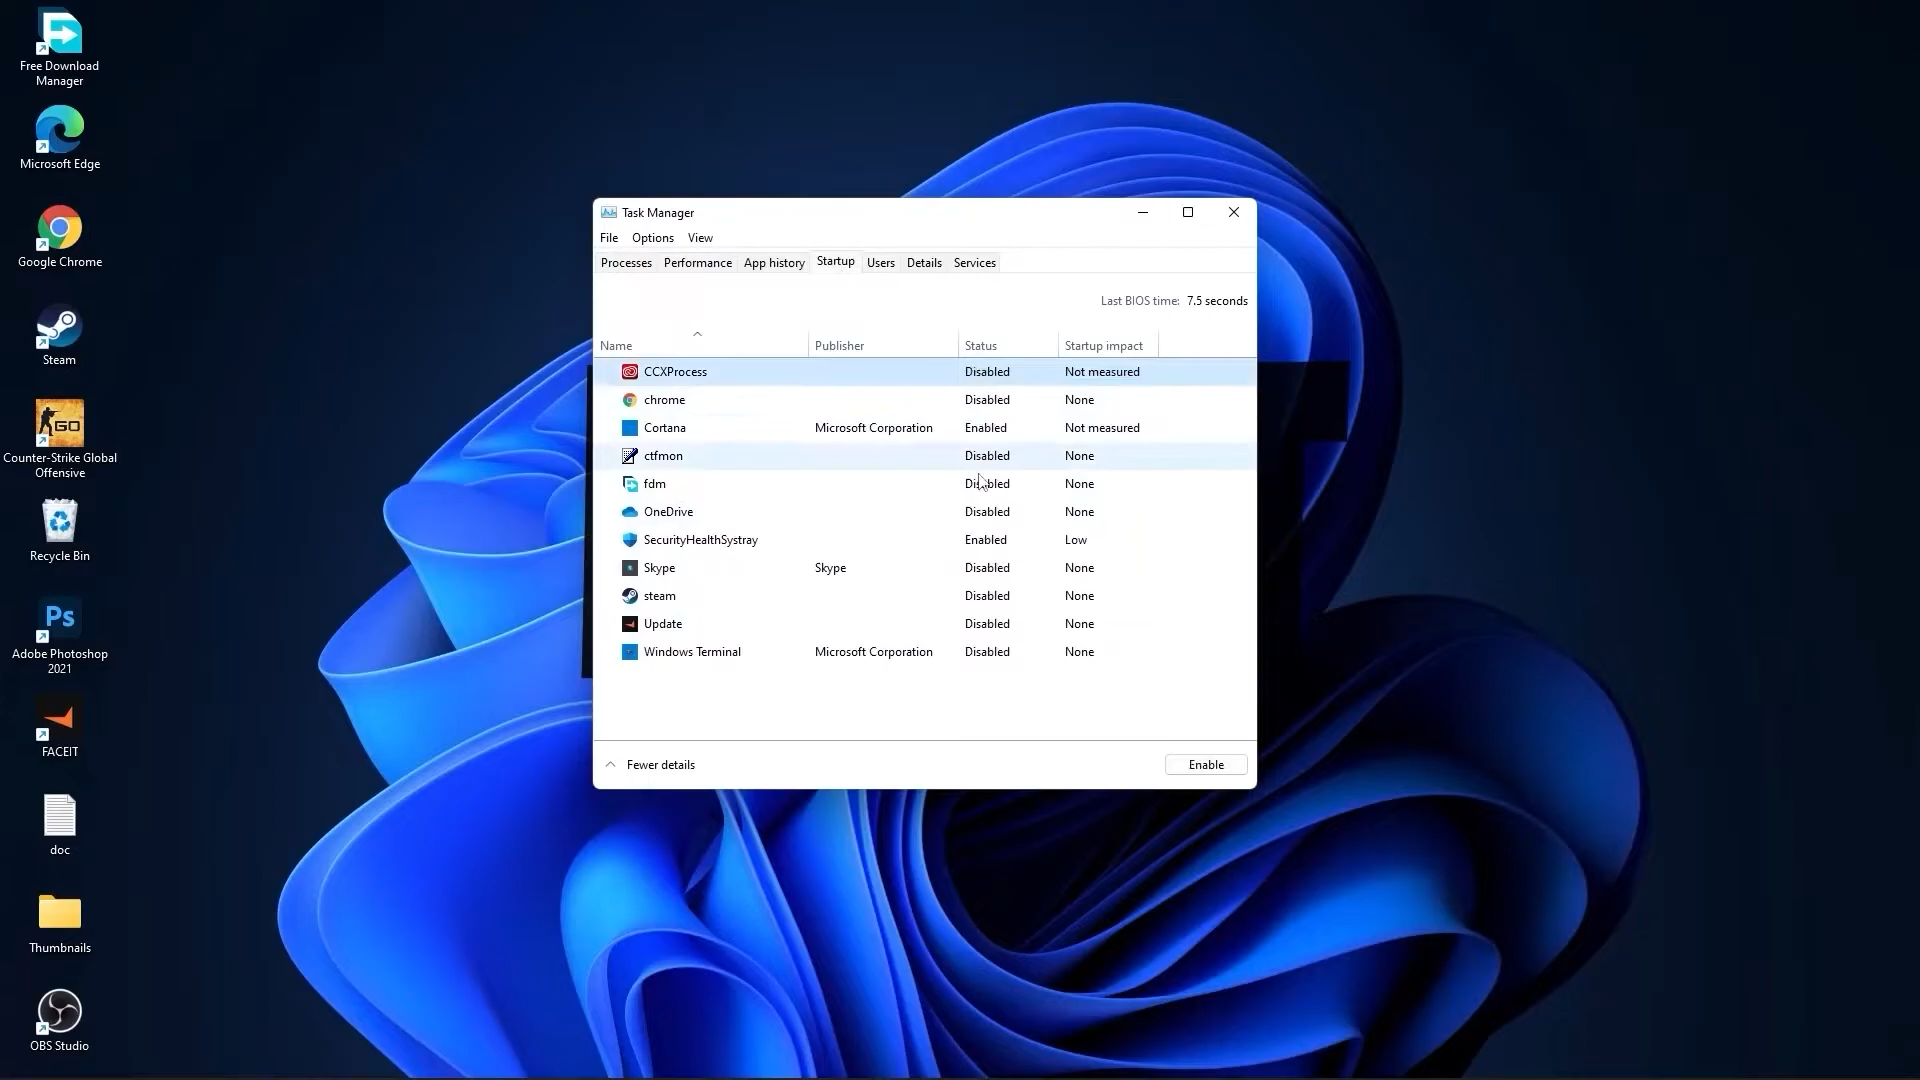 Free Download
Manager
Microsoft Edge
Google Chrome
Steam
GO
Counter-Strike Global
Offensive
Recycle Bin
Ps
Adobe Photoshop
2021
FACEIT
doc
Thumbnails
OBS Studio
Task Manager
File Options View
Processes Performance App history Startup Users Details Services
Last BIOS time: 7.5 seconds
Name Publisher Status Startup impact
CCXProcess Disabled Not measured
chrome Disabled None
Cortana Microsoft Corporation Enabled Not measured
ctfmon Disabled None
fdm Disabled None
OneDrive Disabled None
SecurityHealthSystray Enabled Low
Skype Skype Disabled None
steam Disabled None
Update Disabled None
Windows Terminal Microsoft Corporation Disabled None
Fewer details Enable